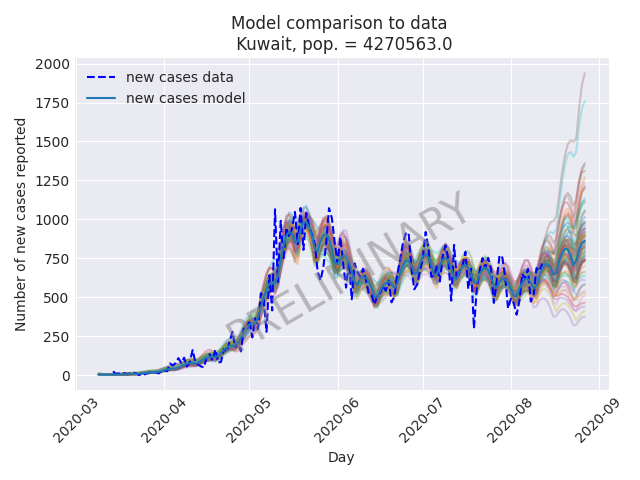 Model comparison to data
Kuwait, pop. = 4270563.0
2000
1750
1500
1250
1000
750
500
250
0
Number of new cases reported
new cases data
new cases model
PRELIMINARY
2020-03
2020-04
2020-05
2020-06
2020-07
2020-08
2020-09
Day